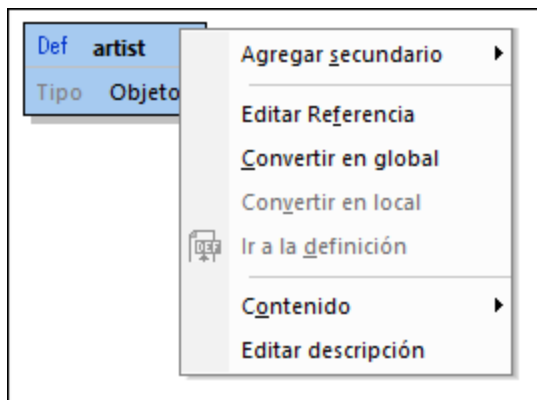 Def artist
Tipo Objeto
Agregar secundario
Editar Referencia
Convertir en global
Convertir en local
DEF
Ir a la definición
Contenido
Editar descripción